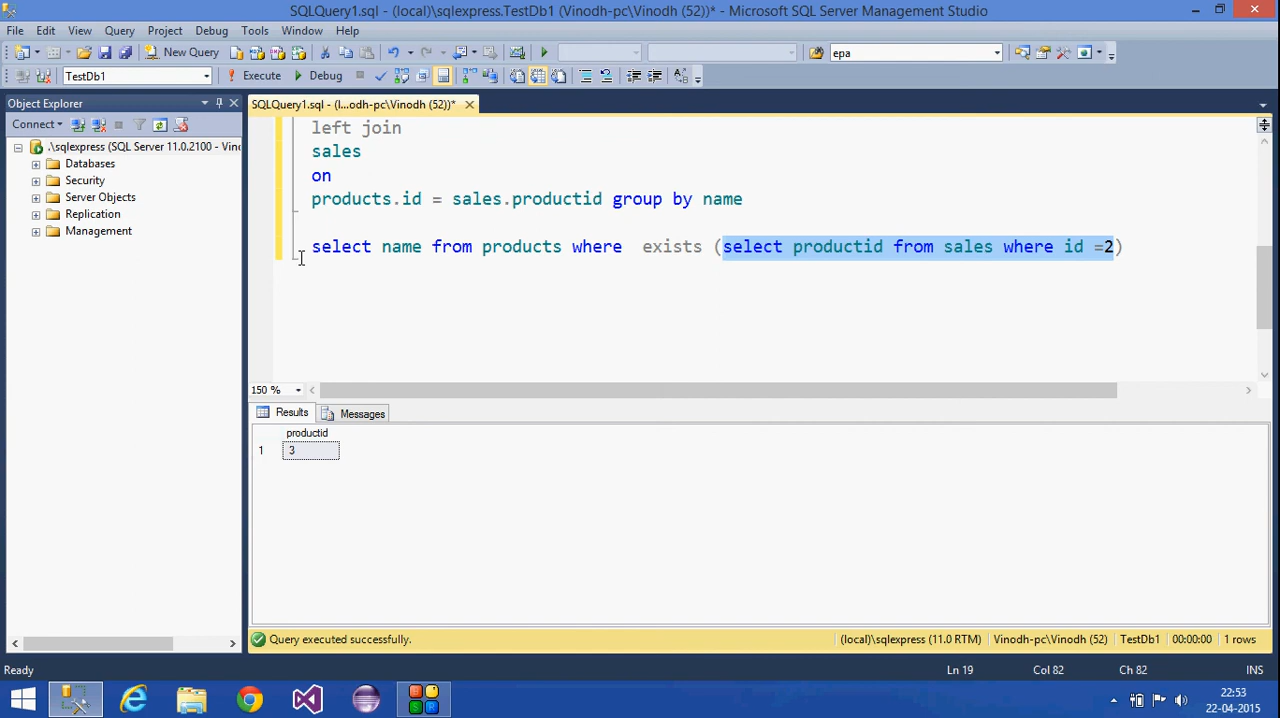 SQLQuery1.sql - (local)\sqlexpress.TestDb1 (Vinodh-pc\Vinodh (52))* - Microsoft SQL Server Management Studio
File Edit View Query Project Debug Tools Window Help
New Query epa
TestDb1 Execute Debug
Object Explorer
Connect
.\sqlexpress (SQL Server 11.0.2100 - Vino
Databases
Security
Server Objects
Replication
Management
SQLQuery1.sql - (l...odh-pc\Vinodh (52))*
left join
sales
on
products.id = sales.productid group by name
select name from products where  exists (select productid from sales where id =2)
150 %
Results Messages
productid
1 3
Query executed successfully. (local)\sqlexpress (11.0 RTM) Vinodh-pc\Vinodh (52) TestDb1 00:00:00 1 rows
Ready Ln 19 Col 82 Ch 82 INS
22:53
22-04-2015